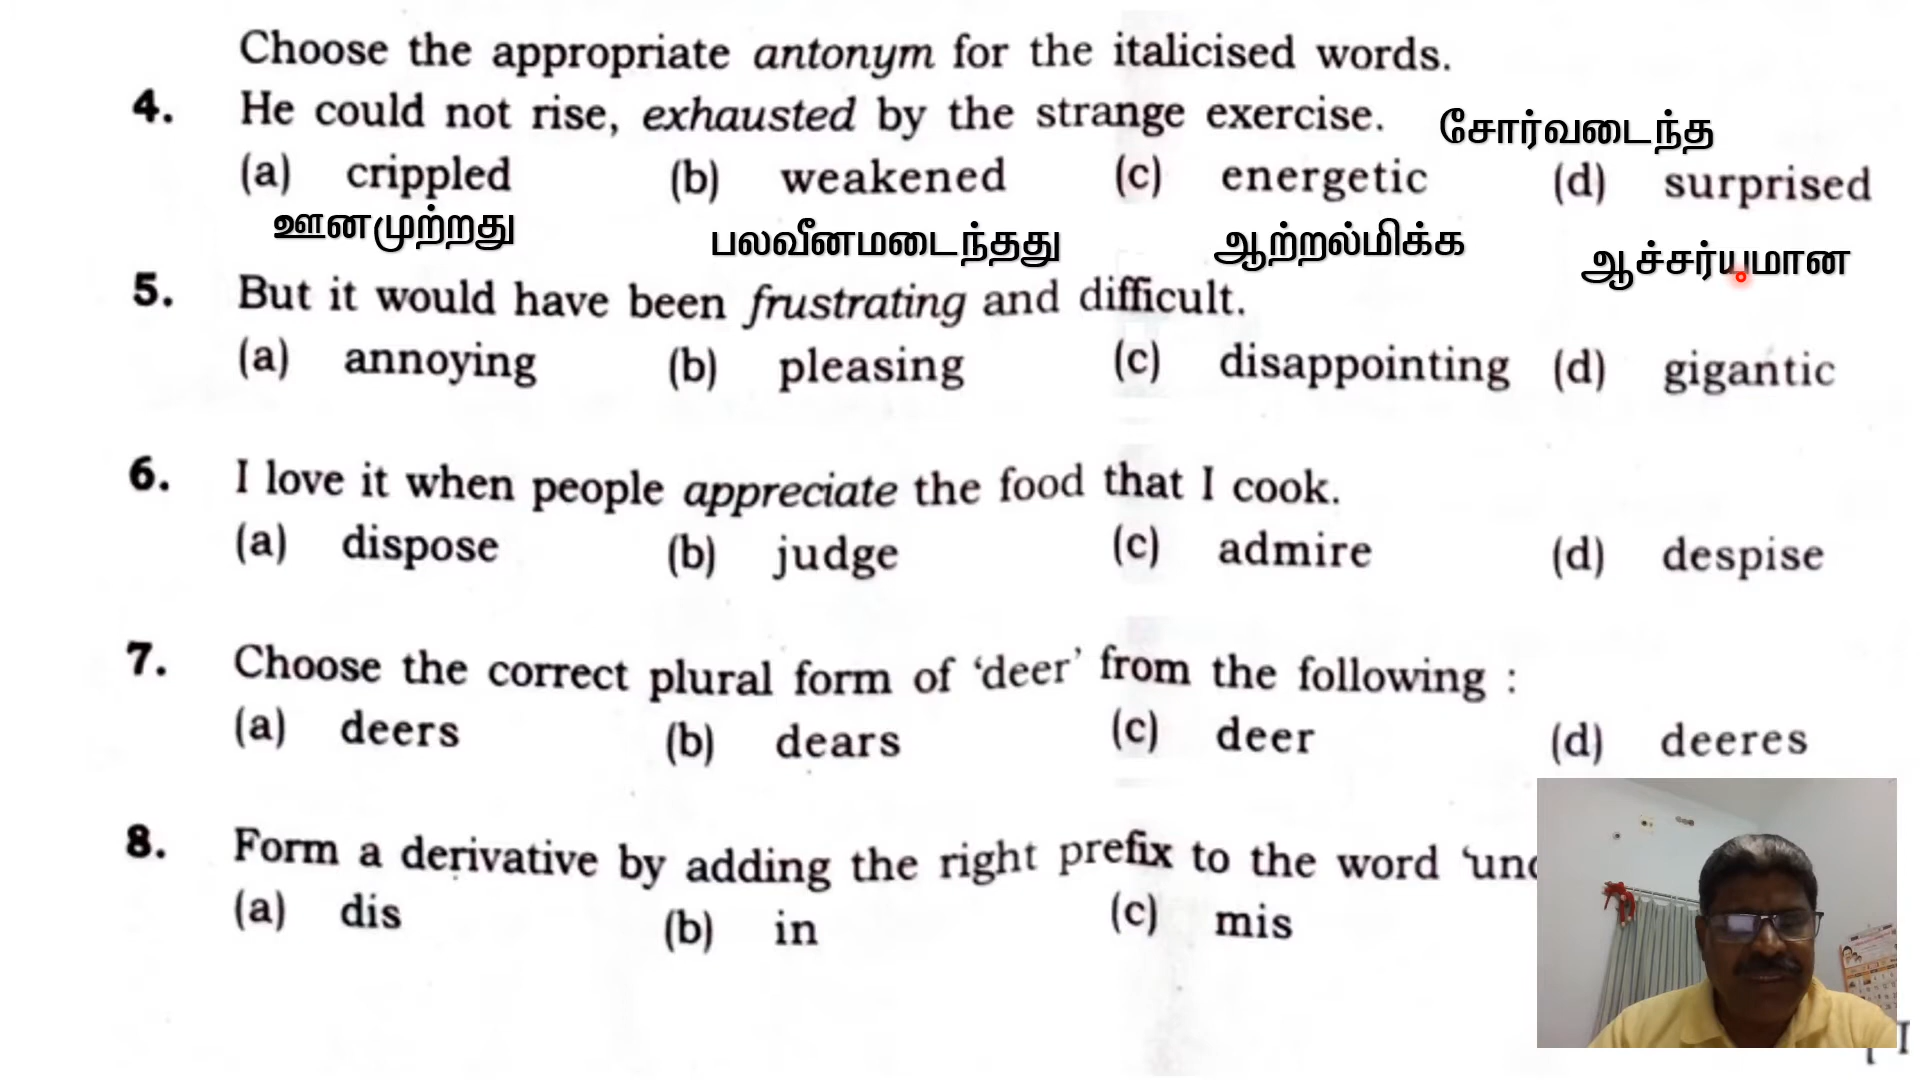 Choose the appropriate antonym for the italicised words.
4. He could not rise, exhausted by the strange exercise. சோர்வடைந்த
(a) crippled (b) weakened (c) energetic (d) surprised
ஊனமுற்றது பலவீனமடைந்தது ஆற்றல்மிக்க ஆச்சர்யமான
5. But it would have been frustrating and difficult.
(a) annoying (b) pleasing (c) disappointing (d) gigantic
6. I love it when people appreciate the food that I cook.
(a) dispose (b) judge (c) admire (d) despise
7. Choose the correct plural form of ‘deer’ from the following :
(a) deers (b) dears (c) deer (d) deeres
8. Form a derivative by adding the right prefix to the word
(a) dis (b) in (c) mis